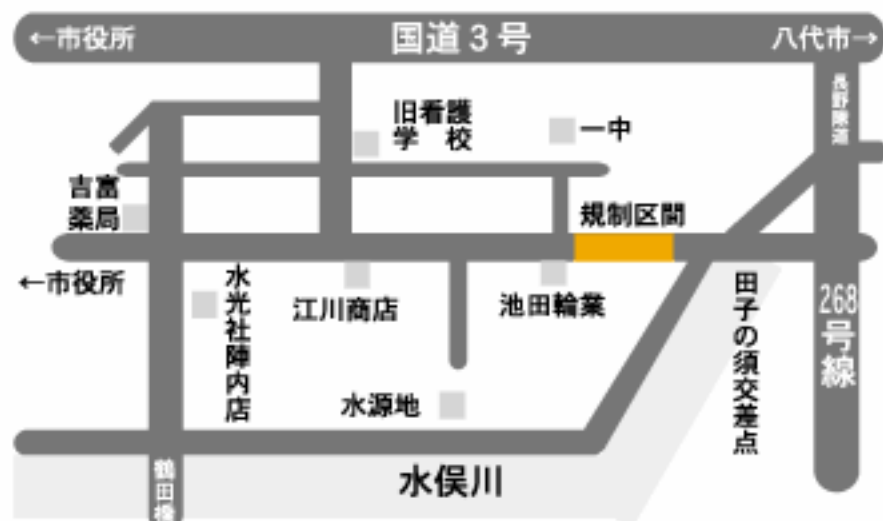 ←市役所
国道3号
八代市→
長野陳道
旧看護
学　校
一中
吉富
薬局
規制区間
←市役所
水光社陣内店
江川商店
池田輪業
田子の須交差点
268号線
水源地
水俣川
鶴田橋